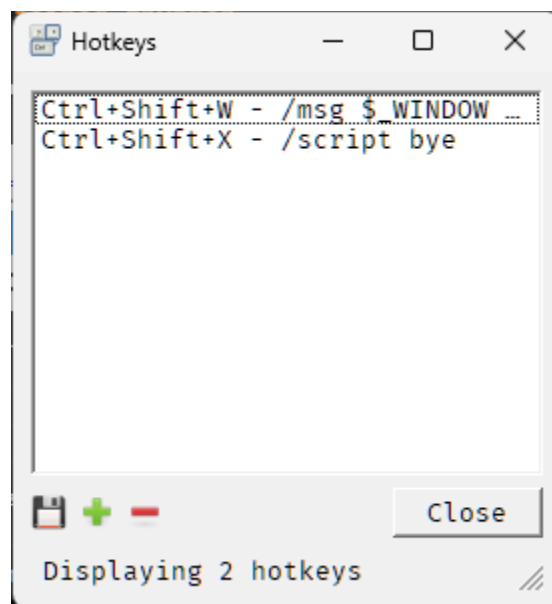 Hotkeys
Ctrl+Shift+W - /msg $_WINDOW …
Ctrl+Shift+X - /script bye
Close
Displaying 2 hotkeys